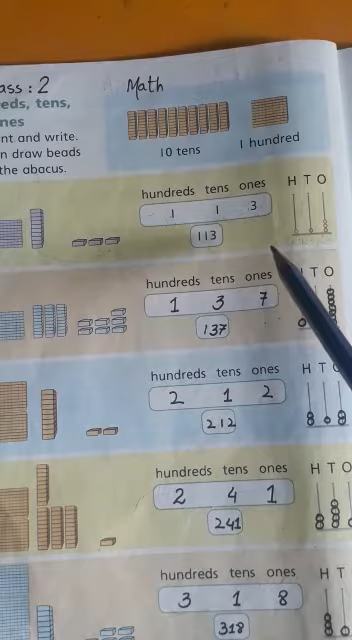 ass : 2 Math
eds, tens,
nes
nt and write.
n draw beads
the abacus.
10 tens 1 hundred
hundreds tens ones H T O
1 1 3
113
hundreds tens ones T O
1 3 7
137
hundreds tens ones H T
2 1 2
212
hundreds tens ones H T O
2 4 1
241
hundreds tens ones H T
3 1 8
318